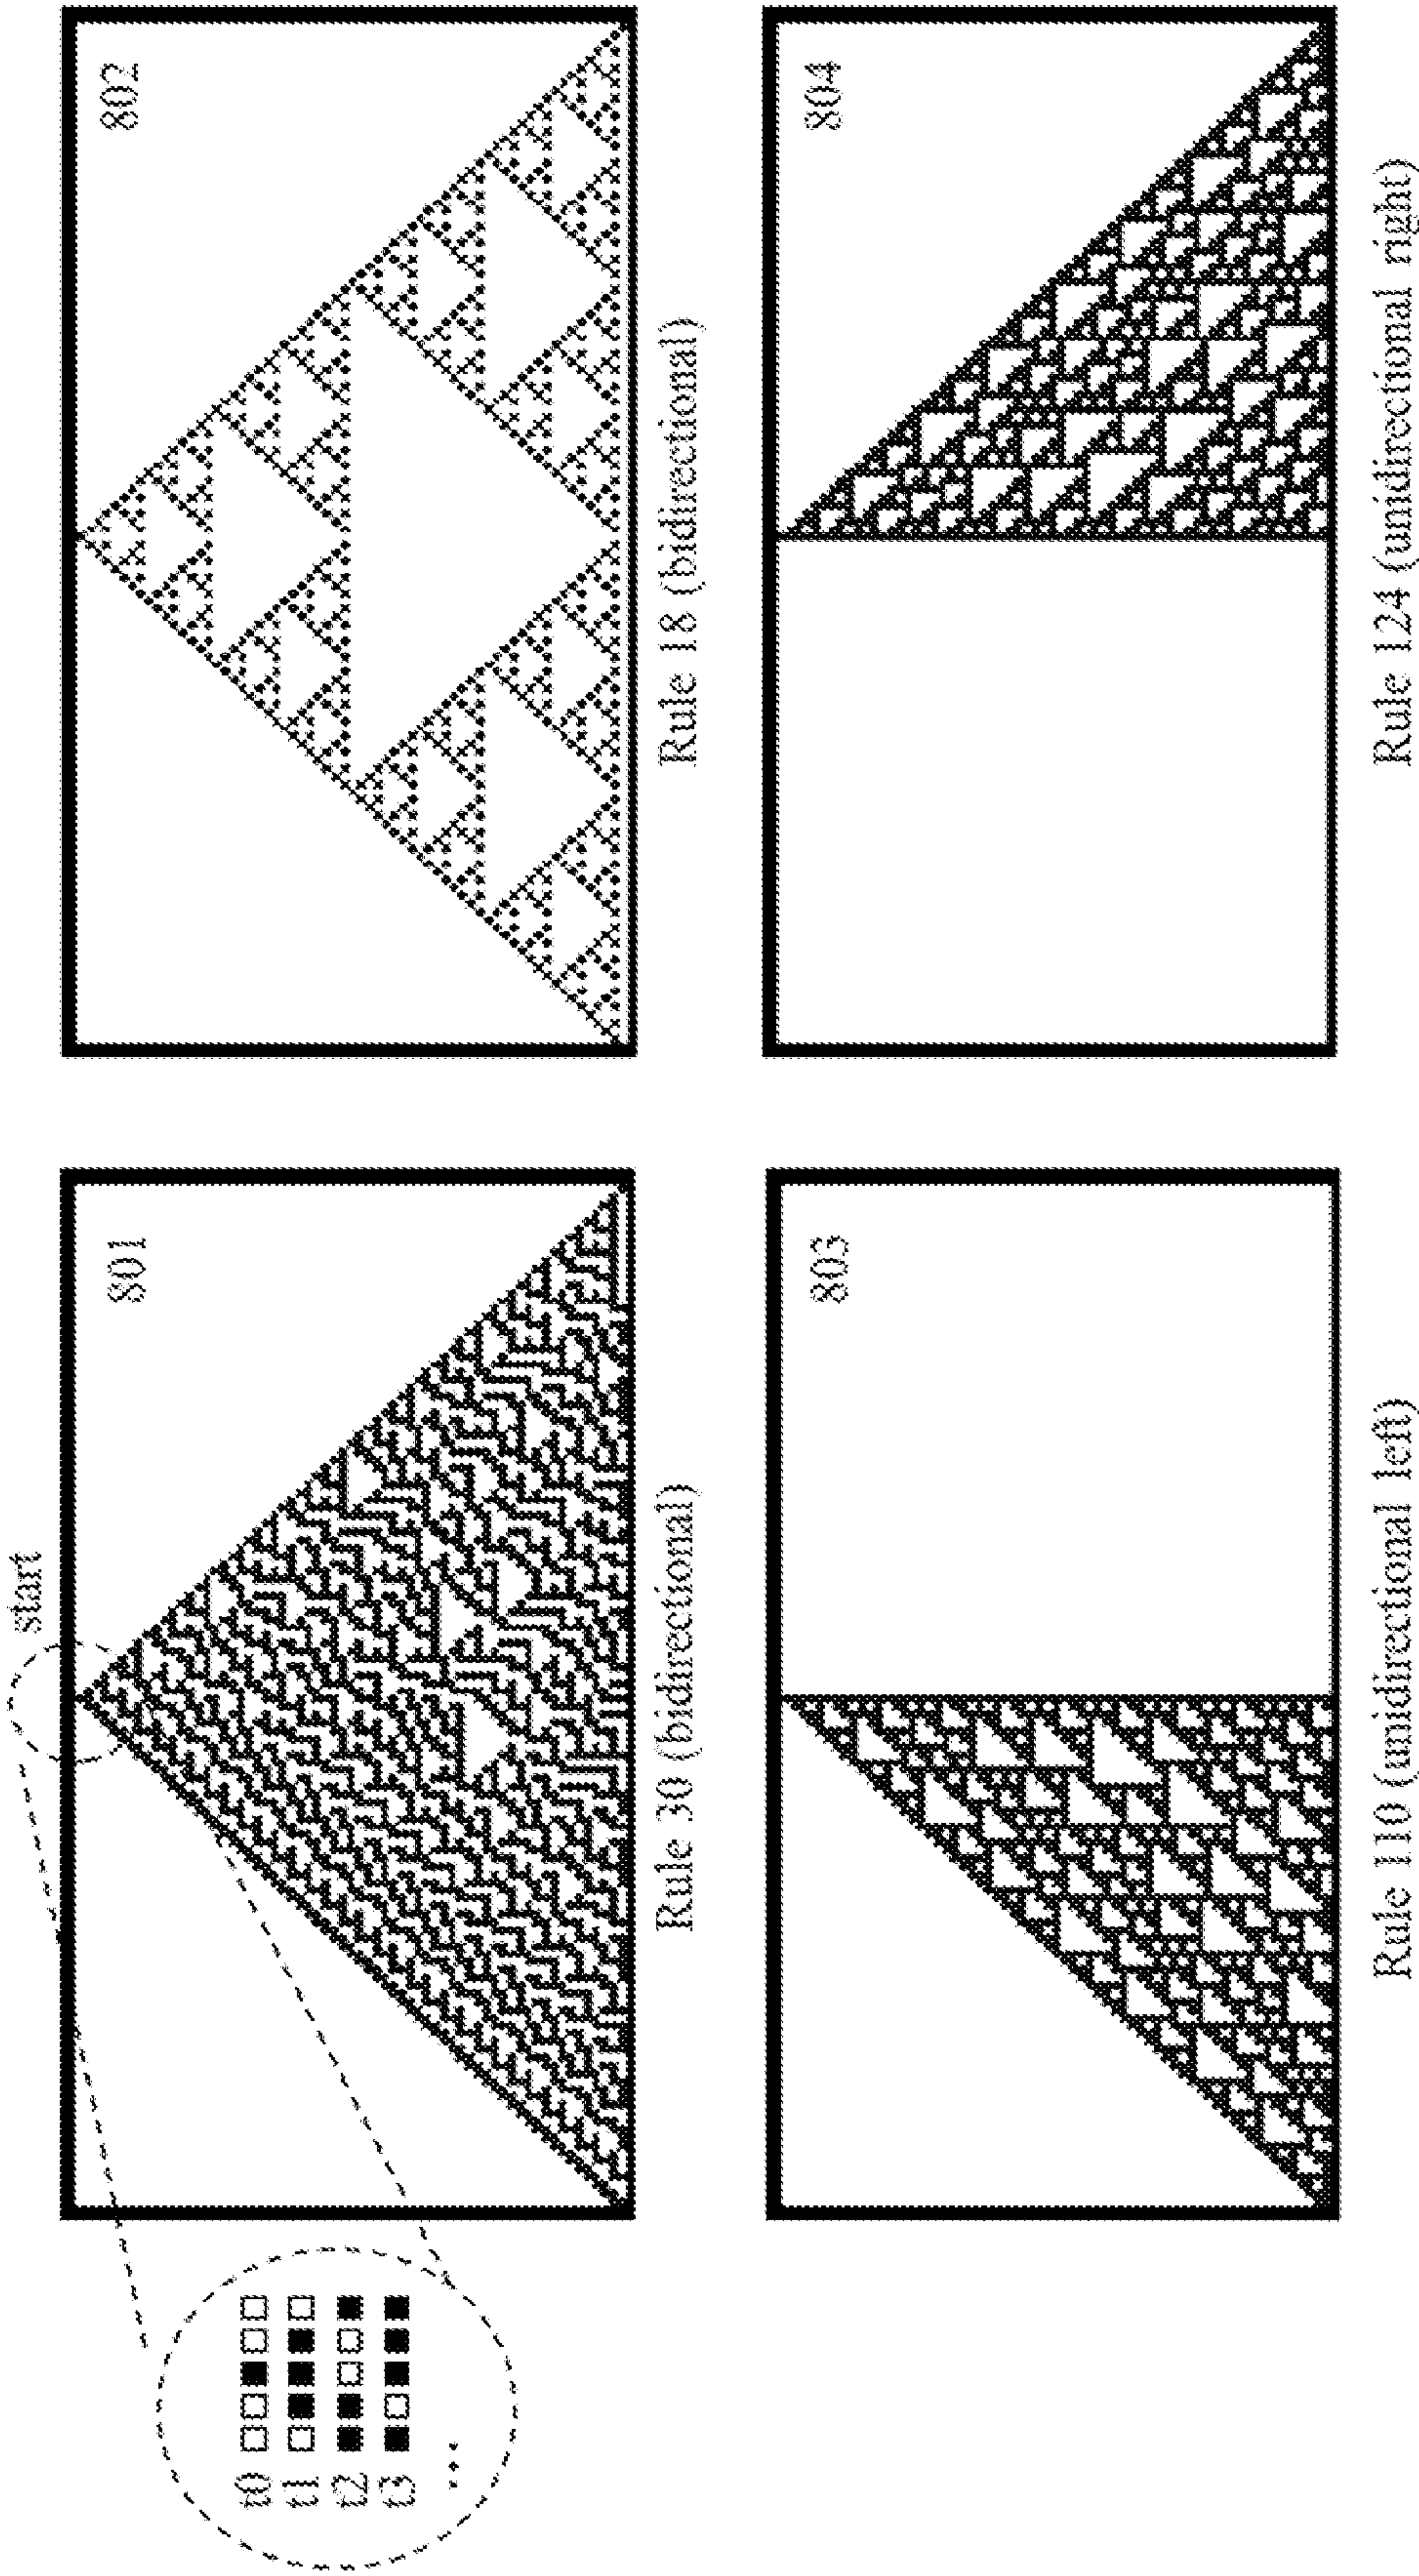 start
801
802
t0
t1
t2
t3
...
Rule 30 (bidirectional)
Rule 18 (bidirectional)
803
804
Rule 110 (unidirectional left)
Rule 124 (unidirectional right)